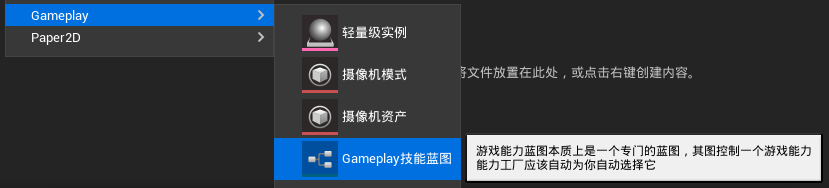 Gameplay
Paper2D
轻量级实例
摄像机模式
将文件放置在此处，或点击右键创建内容。
摄像机资产
Gameplay技能蓝图
游戏能力蓝图本质上是一个专门的蓝图，其图控制一个游戏能力
能力工厂应该自动为你自动选择它